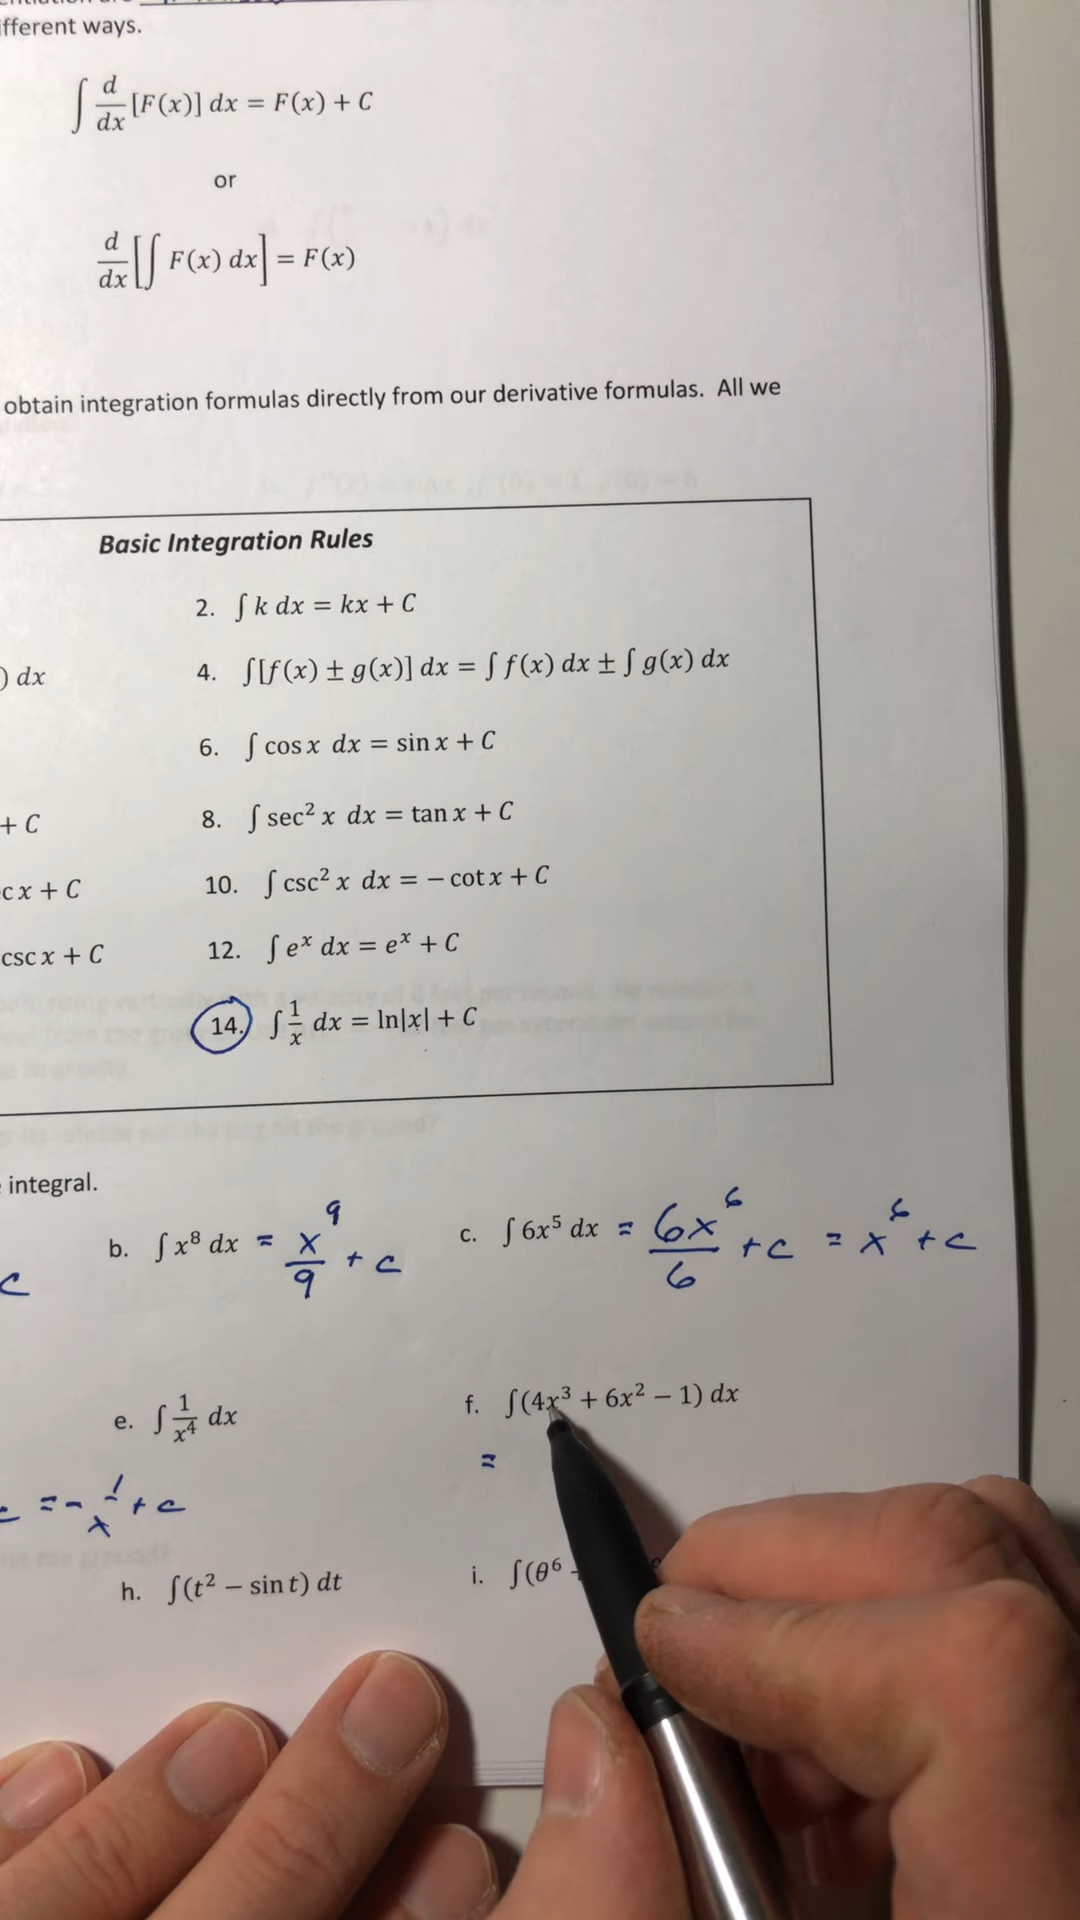 ifferent ways.
∫ d/dx [F(x)] dx = F(x) + C
or
d/dx [∫ F(x) dx] = F(x)
obtain integration formulas directly from our derivative formulas. All we
Basic Integration Rules
2. ∫ k dx = kx + C
) dx 4. ∫[f(x) ± g(x)] dx = ∫ f(x) dx ± ∫ g(x) dx
6. ∫ cos x dx = sin x + C
+ C 8. ∫ sec² x dx = tan x + C
c x + C 10. ∫ csc² x dx = − cot x + C
csc x + C 12. ∫ eˣ dx = eˣ + C
14. ∫ 1/x dx = ln|x| + C
integral.
b. ∫ x⁸ dx = x⁹/9 + c c. ∫ 6x⁵ dx = 6x⁶/6 + c = x⁶ + c
c
e. ∫ 1/x⁴ dx f. ∫(4x³ + 6x² − 1) dx
=
= - 1/x + c
h. ∫(t² − sin t) dt i. ∫(θ⁶